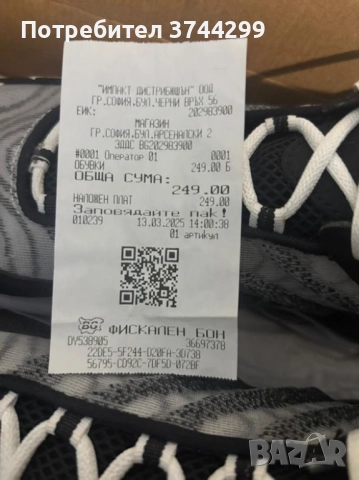 Потребител 3744299
"ИМПАКТ ДИСТРИБЮШЪН" ООД
ГР.СОФИЯ.БУЛ.ЧЕРНИ ВРЪХ 56
ЕИК: 202983900
МАГАЗИН
ГР.СОФИЯ.БУЛ.АРСЕНАЛСКИ 2
ЗДДС BG202983900
#0001 Оператор 01 0001
ОБУВКИ 249.00 Б
ОБЩА СУМА:
249.00
НАЛОЖЕН ПЛАТ 249.00
Заповядайте пак!
010239 13.03.2025 14:00:38
01 артикул
ФИСКАЛЕН БОН
DY538905 36697378
22DE5-5F244-D20FA-3D738
56795-CD92C-7DF5D-072BF
BAZAR